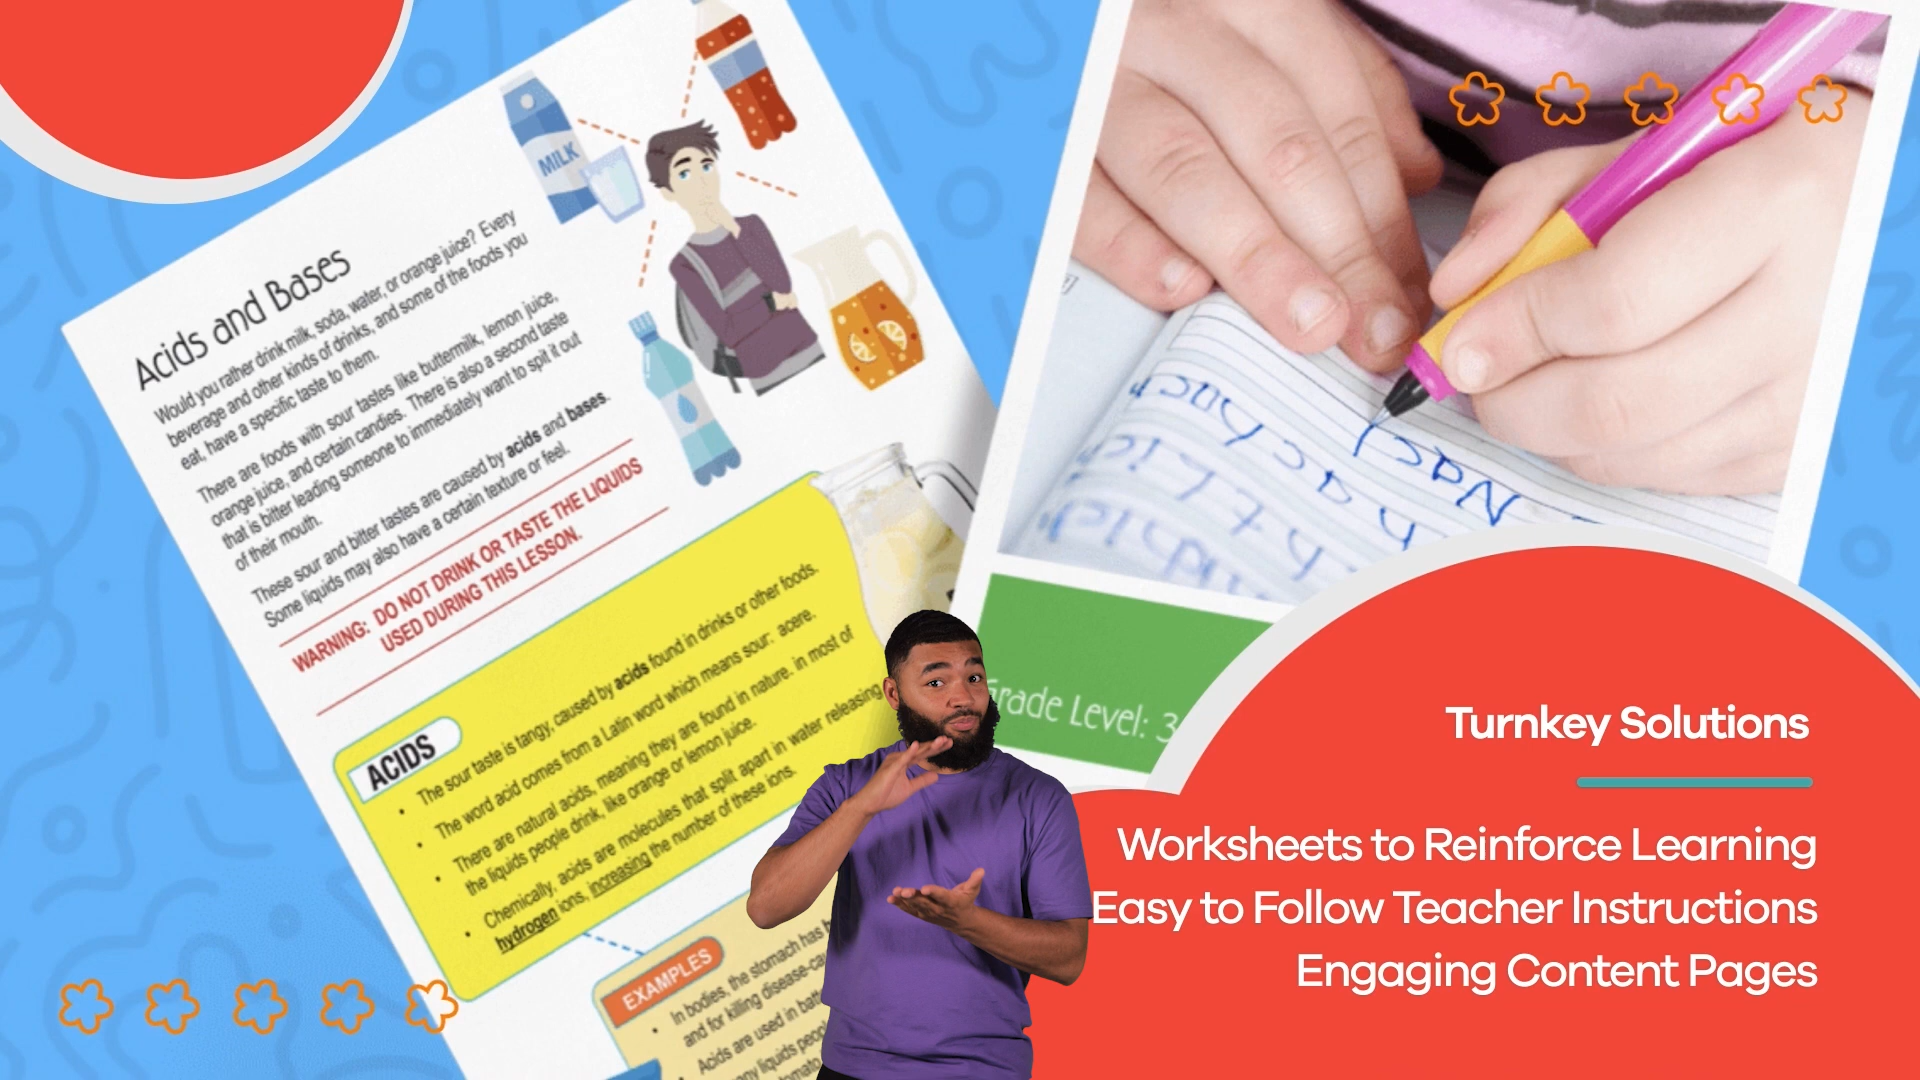 MILK
Acids and Bases
Would you rather drink milk, soda, water, or orange juice? Every
beverage and other kinds of drinks, and some of the foods you
eat, have a specific taste to them.
There are foods with sour tastes like buttermilk, lemon juice,
orange juice, and certain candies. There is also a second taste
that is bitter leading someone to immediately want to spit it out
of their mouth.
These sour and bitter tastes are caused by acids and bases.
Some liquids may also have a certain texture or feel.
WARNING: DO NOT DRINK OR TASTE THE LIQUIDS
USED DURING THIS LESSON.
ACIDS
• The sour taste is tangy, caused by acids found in drinks or other foods.
• The word acid comes from a Latin word which means sour: acere.
• There are natural acids, meaning they are found in nature. in most of
the liquids people drink, like orange or lemon juice.
• Chemically, acids are molecules that split apart in water releasing
hydrogen ions, increasing the number of these ions.
EXAMPLES
• In bodies, the stomach has
and for killing
• Acids are used in
liquids
Grade Level: 3
Turnkey Solutions
Worksheets to Reinforce Learning
Easy to Follow Teacher Instructions
Engaging Content Pages